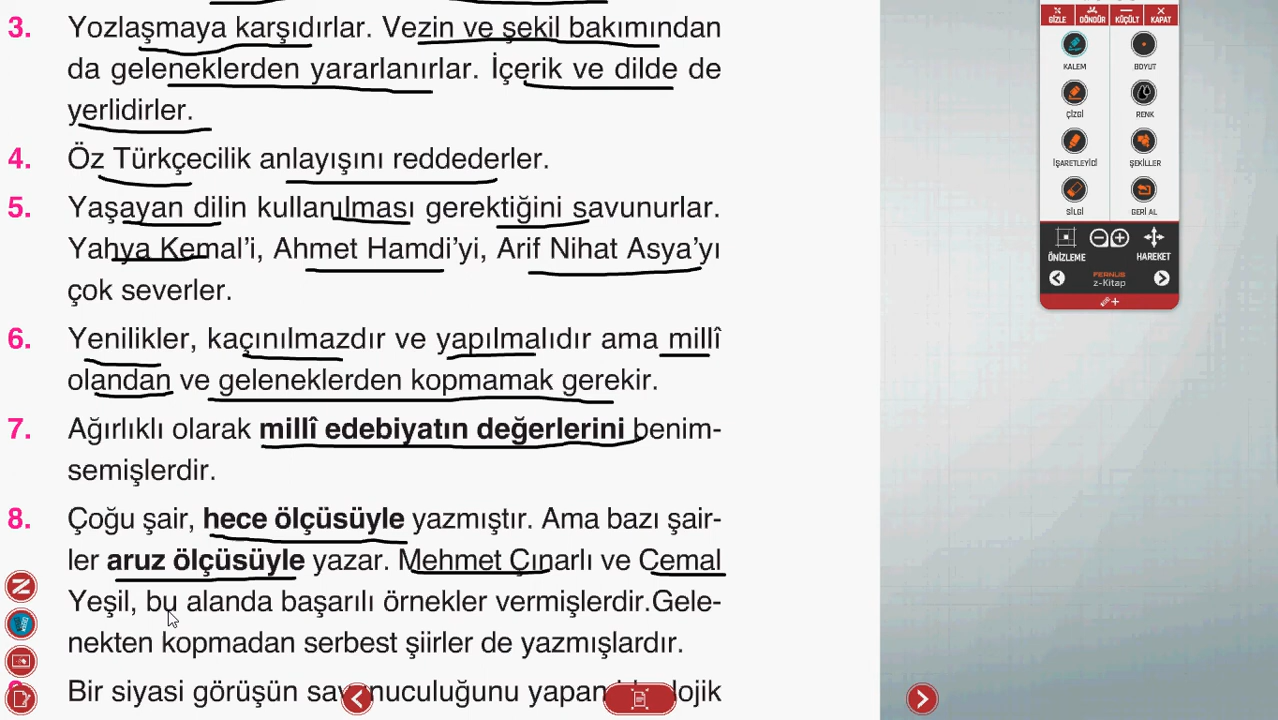 3. Yozlaşmaya karşıdırlar. Vezin ve şekil bakımından
da geleneklerden yararlanırlar. İçerik ve dilde de
yerlidirler.
4. Öz Türkçecilik anlayışını reddederler.
5. Yaşayan dilin kullanılması gerektiğini savunurlar.
Yahya Kemal'i, Ahmet Hamdi'yi, Arif Nihat Asya'yı
çok severler.
6. Yenilikler, kaçınılmazdır ve yapılmalıdır ama millî
olandan ve geleneklerden kopmamak gerekir.
7. Ağırlıklı olarak millî edebiyatın değerlerini benim-
semişlerdir.
8. Çoğu şair, hece ölçüsüyle yazmıştır. Ama bazı şair-
ler aruz ölçüsüyle yazar. Mehmet Çınarlı ve Cemal
Yeşil, bu alanda başarılı örnekler vermişlerdir.Gele-
nekten kopmadan serbest şiirler de yazmışlardır.
Bir siyasi görüşün yapan
GİZLE DÖNDÜR KÜÇÜLT KAPAT
KALEM BOYUT
ÇİZGİ RENK
İŞARETLEYİCİ ŞEKİLLER
SİLGİ GERİ AL
ÖNİZLEME HAREKET
FERNUS
z-Kitap